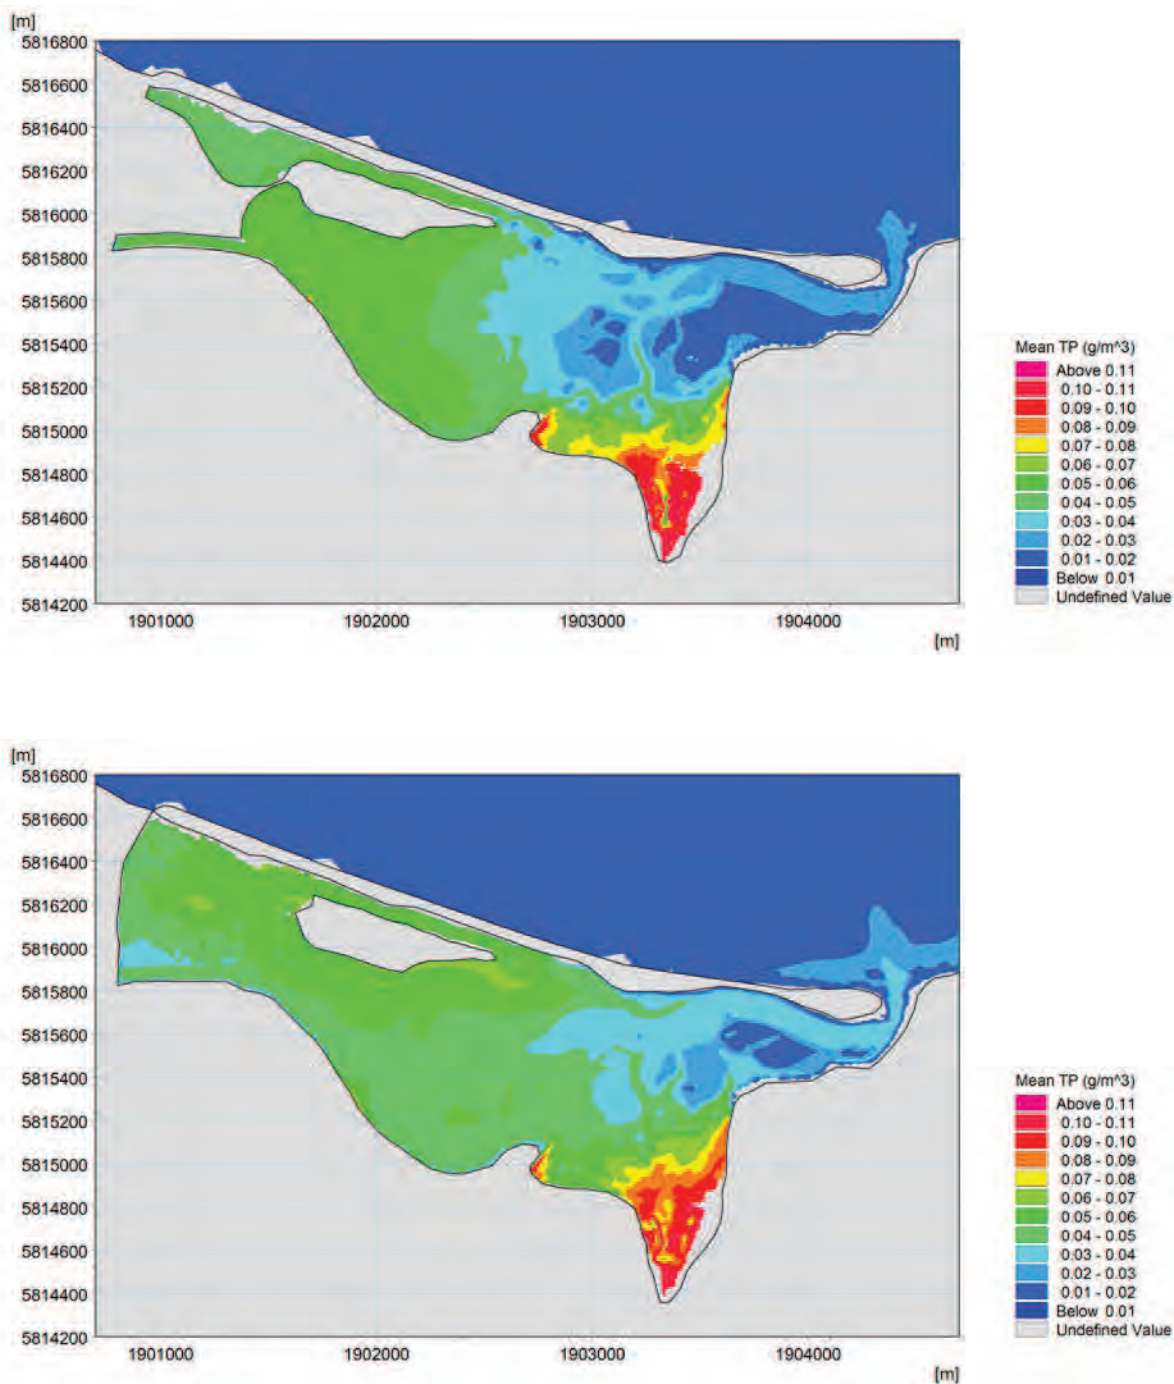 [m]
5816800
5816600
5816400
5816200
5816000
5815800
5815600
5815400
5815200
5815000
5814800
5814600
5814400
5814200
1901000 1902000 1903000 1904000
[m]
Mean TP (g/m^3)
Above 0.11
0.10 - 0.11
0.09 - 0.10
0.08 - 0.09
0.07 - 0.08
0.06 - 0.07
0.05 - 0.06
0.04 - 0.05
0.03 - 0.04
0.02 - 0.03
0.01 - 0.02
Below 0.01
Undefined Value
[m]
5816800
5816600
5816400
5816200
5816000
5815800
5815600
5815400
5815200
5815000
5814800
5814600
5814400
5814200
1901000 1902000 1903000 1904000
[m]
Mean TP (g/m^3)
Above 0.11
0.10 - 0.11
0.09 - 0.10
0.08 - 0.09
0.07 - 0.08
0.06 - 0.07
0.05 - 0.06
0.04 - 0.05
0.03 - 0.04
0.02 - 0.03
0.01 - 0.02
Below 0.01
Undefined Value